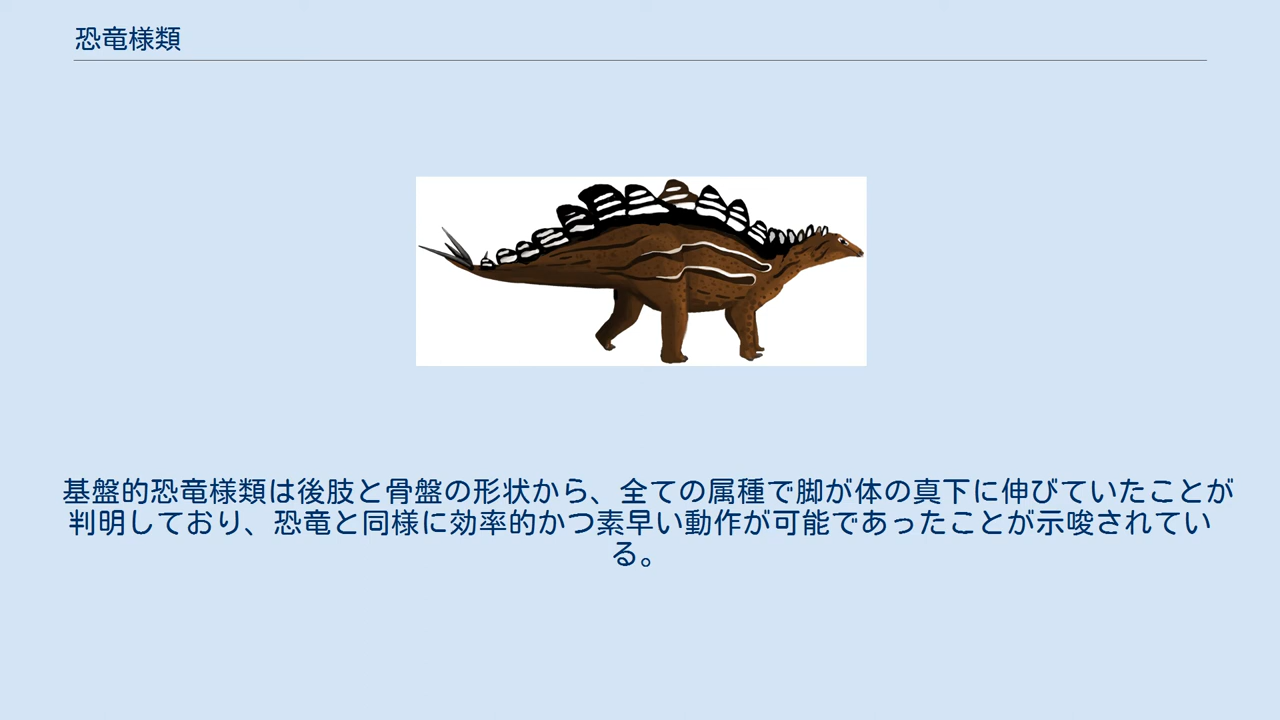 恐竜様類
基盤的恐竜様類は後肢と骨盤の形状から、全ての属種で脚が体の真下に伸びていたことが
判明しており、恐竜と同様に効率的かつ素早い動作が可能であったことが示唆されてい
る。